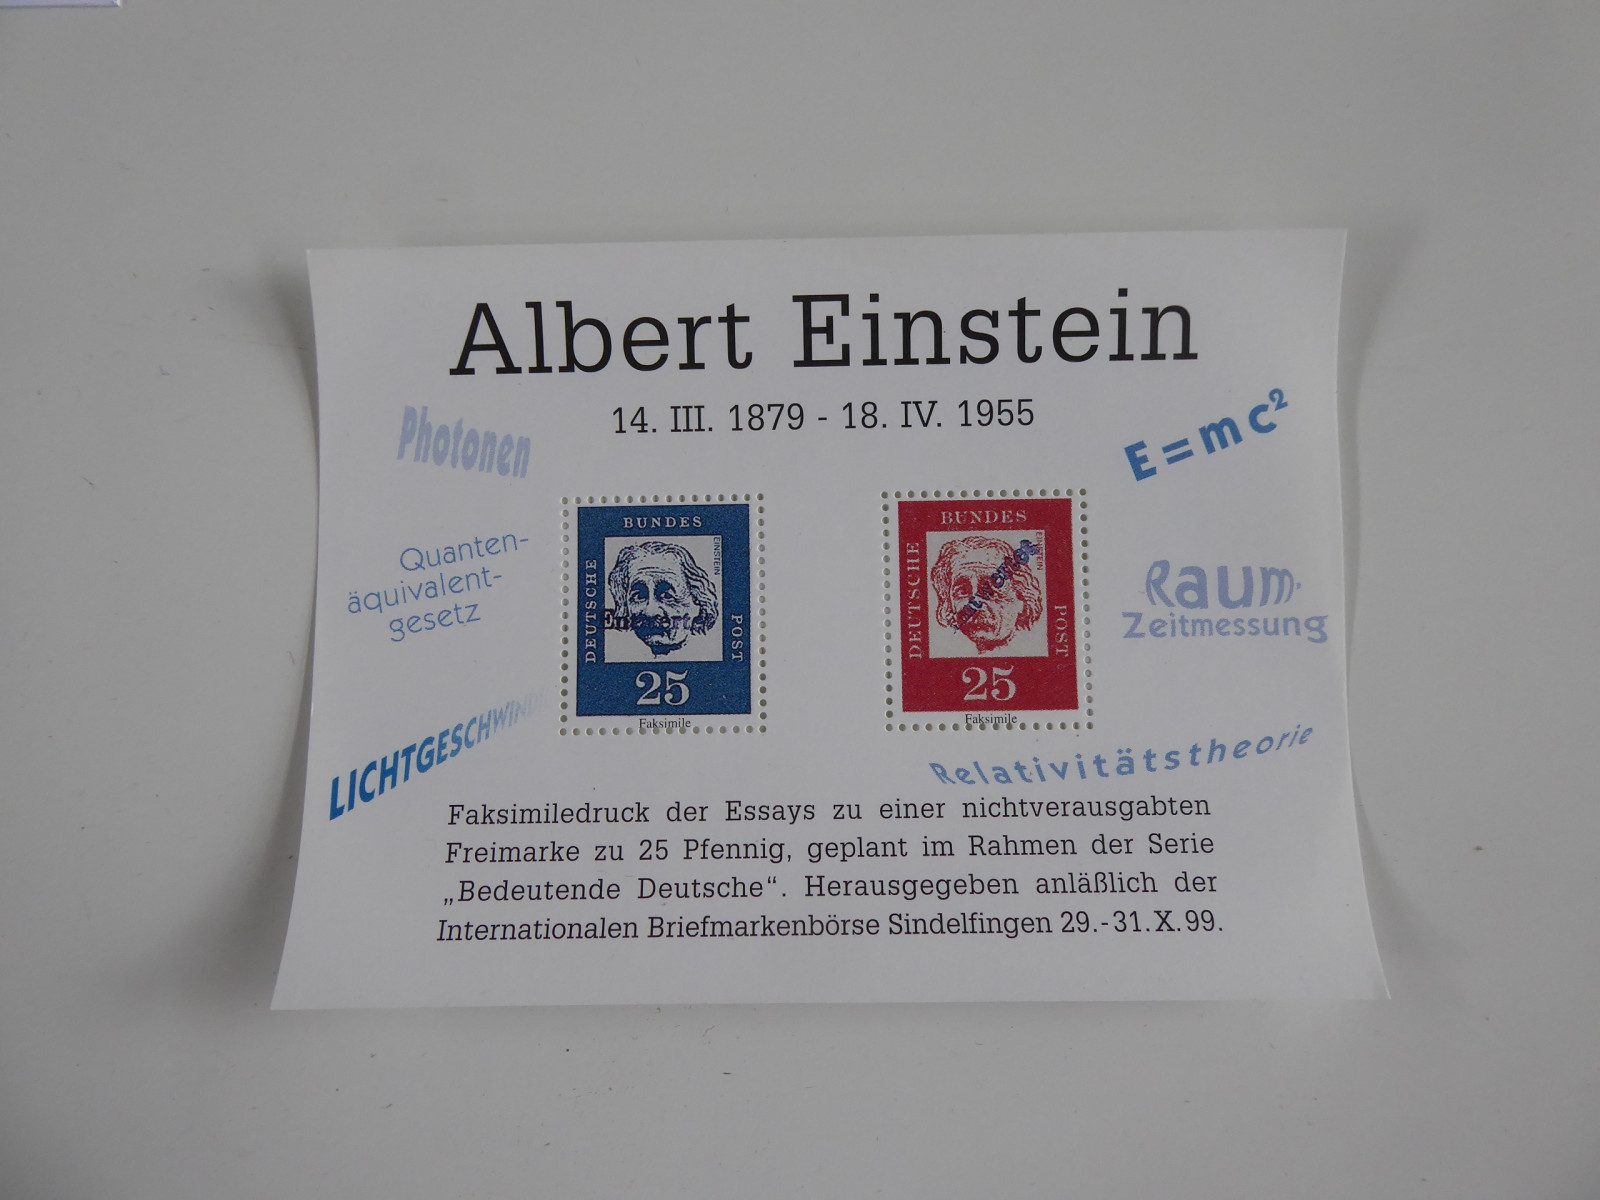 Albert Einstein
14. III. 1879 - 18. IV. 1955
Photonen
E=mc²
Quanten-
äquivalent-
gesetz
Raum-
Zeitmessung
LICHTGESCHWINDI
Relativitätstheorie
BUNDES
DEUTSCHE
POST
EINSTEIN
Entwertet
25
Faksimile
BUNDES
DEUTSCHE
POST
EINSTEIN
25
Faksimile
Faksimiledruck der Essays zu einer nichtverausgabten
Freimarke zu 25 Pfennig, geplant im Rahmen der Serie
„Bedeutende Deutsche“. Herausgegeben anläßlich der
Internationalen Briefmarkenbörse Sindelfingen 29.-31.X.99.